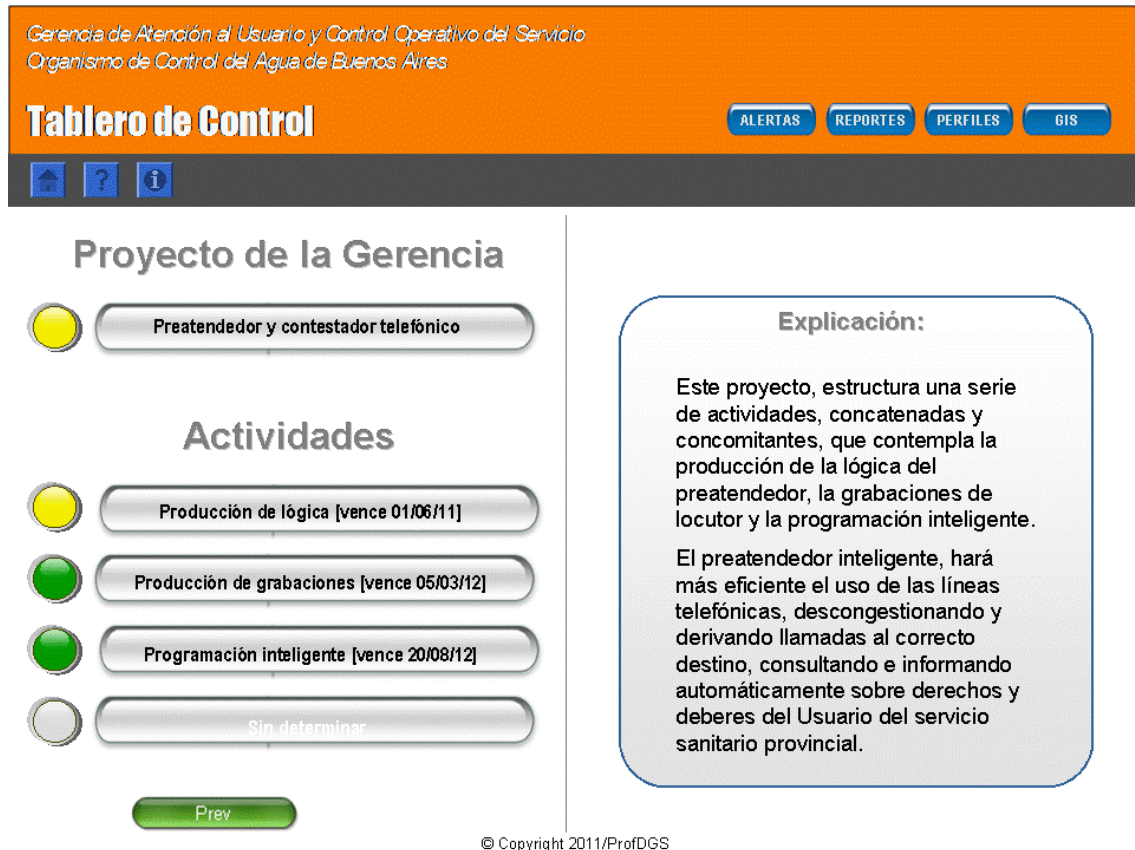 Gerencia de Atención al Usuario y Control Operativo del Servicio
Organismo de Control del Agua de Buenos Aires
Tablero de Control
ALERTAS
REPORTES
PERFILES
GIS
Proyecto de la Gerencia
Preatendedor y contestador telefónico
Actividades
Producción de lógica [vence 01/06/11]
Producción de grabaciones [vence 05/03/12]
Programación inteligente [vence 20/08/12]
Sin determinar
Prev
Explicación:
Este proyecto, estructura una serie
de actividades, concatenadas y
concomitantes, que contempla la
producción de la lógica del
preatendedor, la grabaciones de
locutor y la programación inteligente.
El preatendedor inteligente, hará
más eficiente el uso de las líneas
telefónicas, descongestionando y
derivando llamadas al correcto
destino, consultando e informando
automáticamente sobre derechos y
deberes del Usuario del servicio
sanitario provincial.
© Copyright 2011/ProfDGS